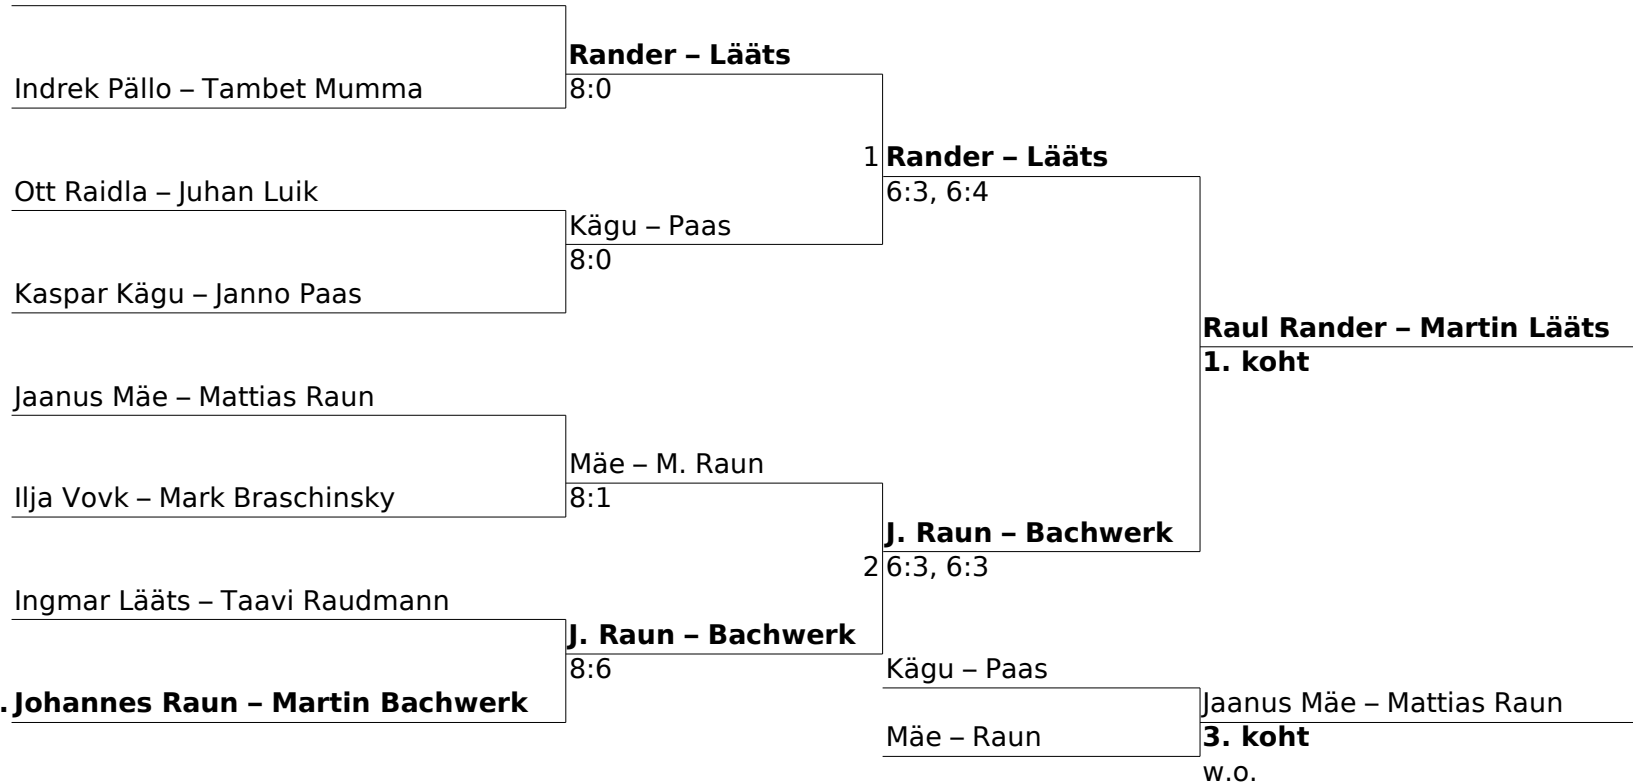 Rander – Lääts
Indrek Pällo – Tambet Mumma
8:0
1
Rander – Lääts
Ott Raidla – Juhan Luik
6:3, 6:4
Kägu – Paas
8:0
Kaspar Kägu – Janno Paas
Raul Rander – Martin Lääts
1. koht
Jaanus Mäe – Mattias Raun
Mäe – M. Raun
Ilja Vovk – Mark Braschinsky
8:1
J. Raun – Bachwerk
2
6:3, 6:3
Ingmar Lääts – Taavi Raudmann
J. Raun – Bachwerk
8:6
Kägu – Paas
. Johannes Raun – Martin Bachwerk
Jaanus Mäe – Mattias Raun
Mäe – Raun
3. koht
w.o.